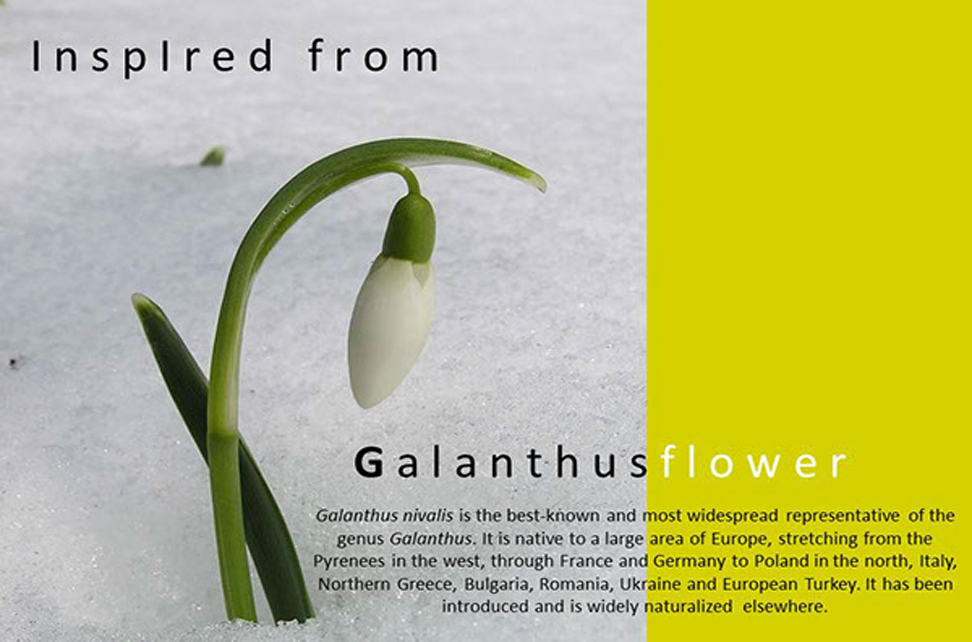 InspIred from
Galanthusflower
Galanthus nivalis is the best-known and most widespread representative of the
genus Galanthus. It is native to a large area of Europe, stretching from the
Pyrenees in the west, through France and Germany to Poland in the north, Italy,
Northern Greece, Bulgaria, Romania, Ukraine and European Turkey. It has been
introduced and is widely naturalized elsewhere.